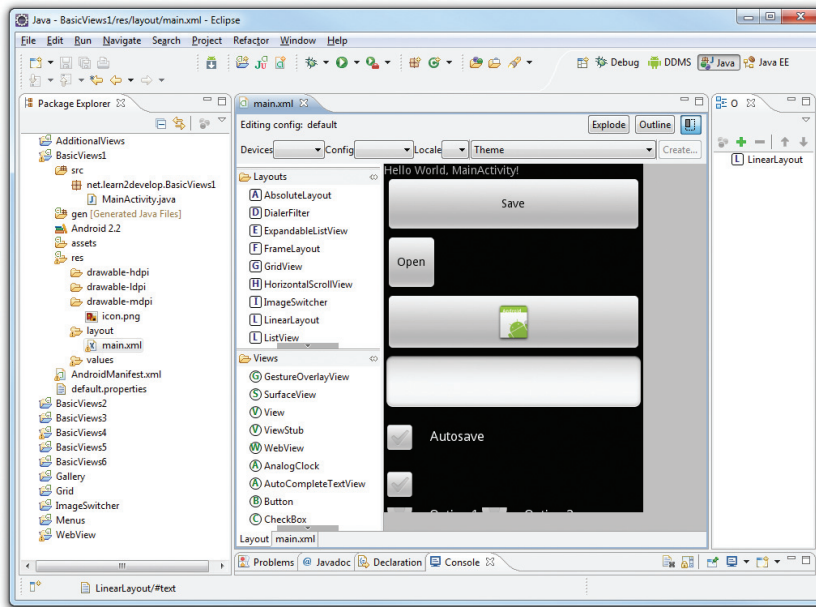 Java - BasicViews1/res/layout/main.xml - Eclipse
File Edit Run Navigate Search Project Refactor Window Help
Debug DDMS Java Java EE
Package Explorer
AdditionalViews
BasicViews1
src
net.learn2develop.BasicViews1
MainActivity.java
gen [Generated Java Files]
Android 2.2
assets
res
drawable-hdpi
drawable-ldpi
drawable-mdpi
icon.png
layout
main.xml
values
AndroidManifest.xml
default.properties
BasicViews2
BasicViews3
BasicViews4
BasicViews5
BasicViews6
Gallery
Grid
ImageSwitcher
Menus
WebView
main.xml
Editing config: default
Explode Outline
Devices Config Locale Theme Create...
Layouts
A AbsoluteLayout
D DialerFilter
E ExpandableListView
F FrameLayout
G GridView
H HorizontalScrollView
I ImageSwitcher
L LinearLayout
L ListView
Views
G GestureOverlayView
S SurfaceView
V View
V ViewStub
W WebView
A AnalogClock
A AutoCompleteTextView
B Button
C CheckBox
Hello World, MainActivity!
Save
Open
Autosave
Layout main.xml
O
L LinearLayout
Problems @ Javadoc Declaration Console
LinearLayout/#text